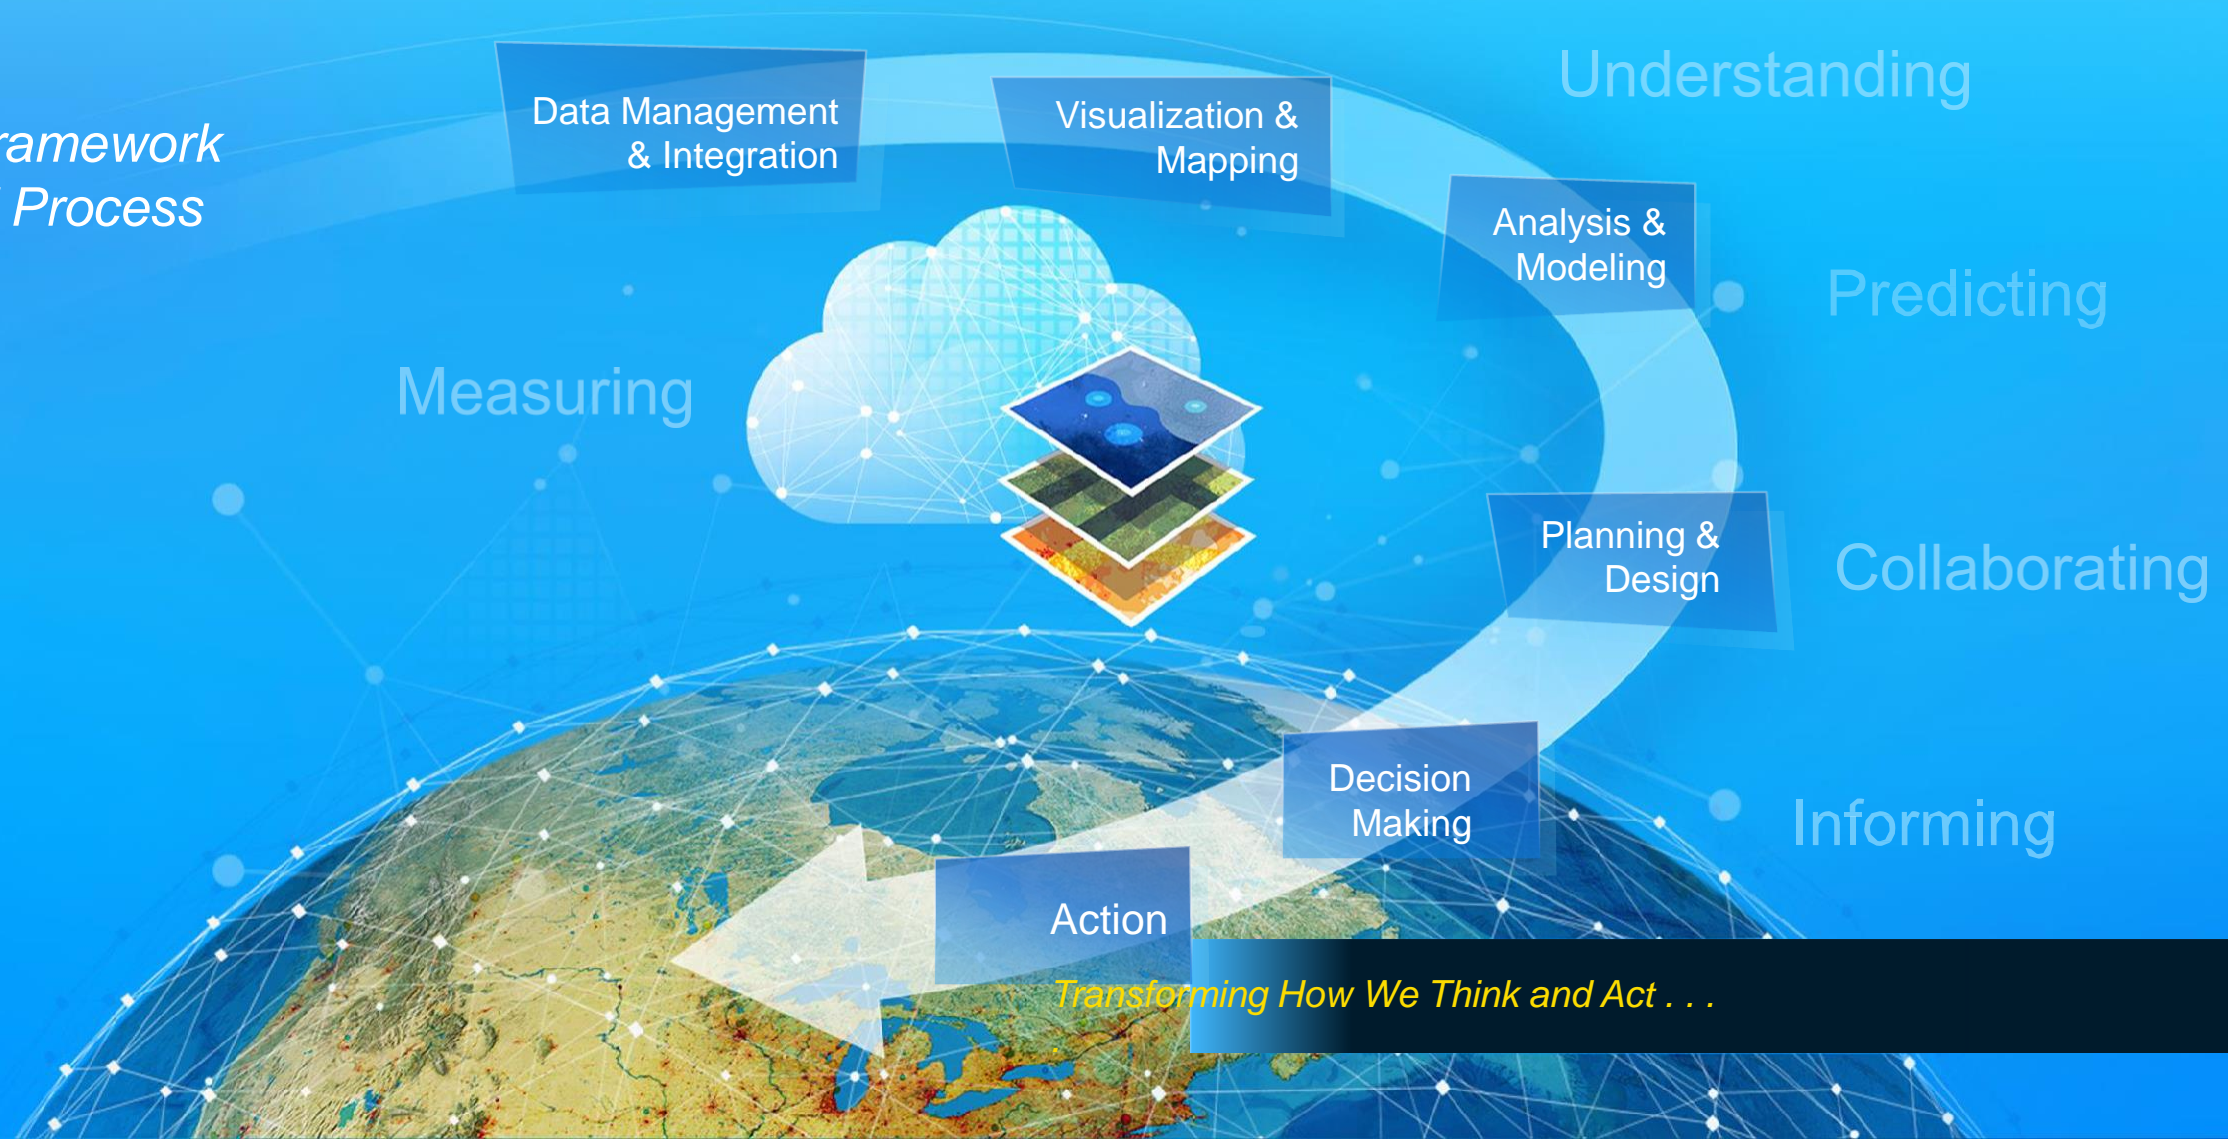 Process
Data Management
& Integration
Visualization &
Mapping
Understanding
Analysis &
Modeling
Predicting
Measuring
Planning &
Design
Collaborating
Decision
Making
Informing
Action
Transforming How We Think and Act . . .